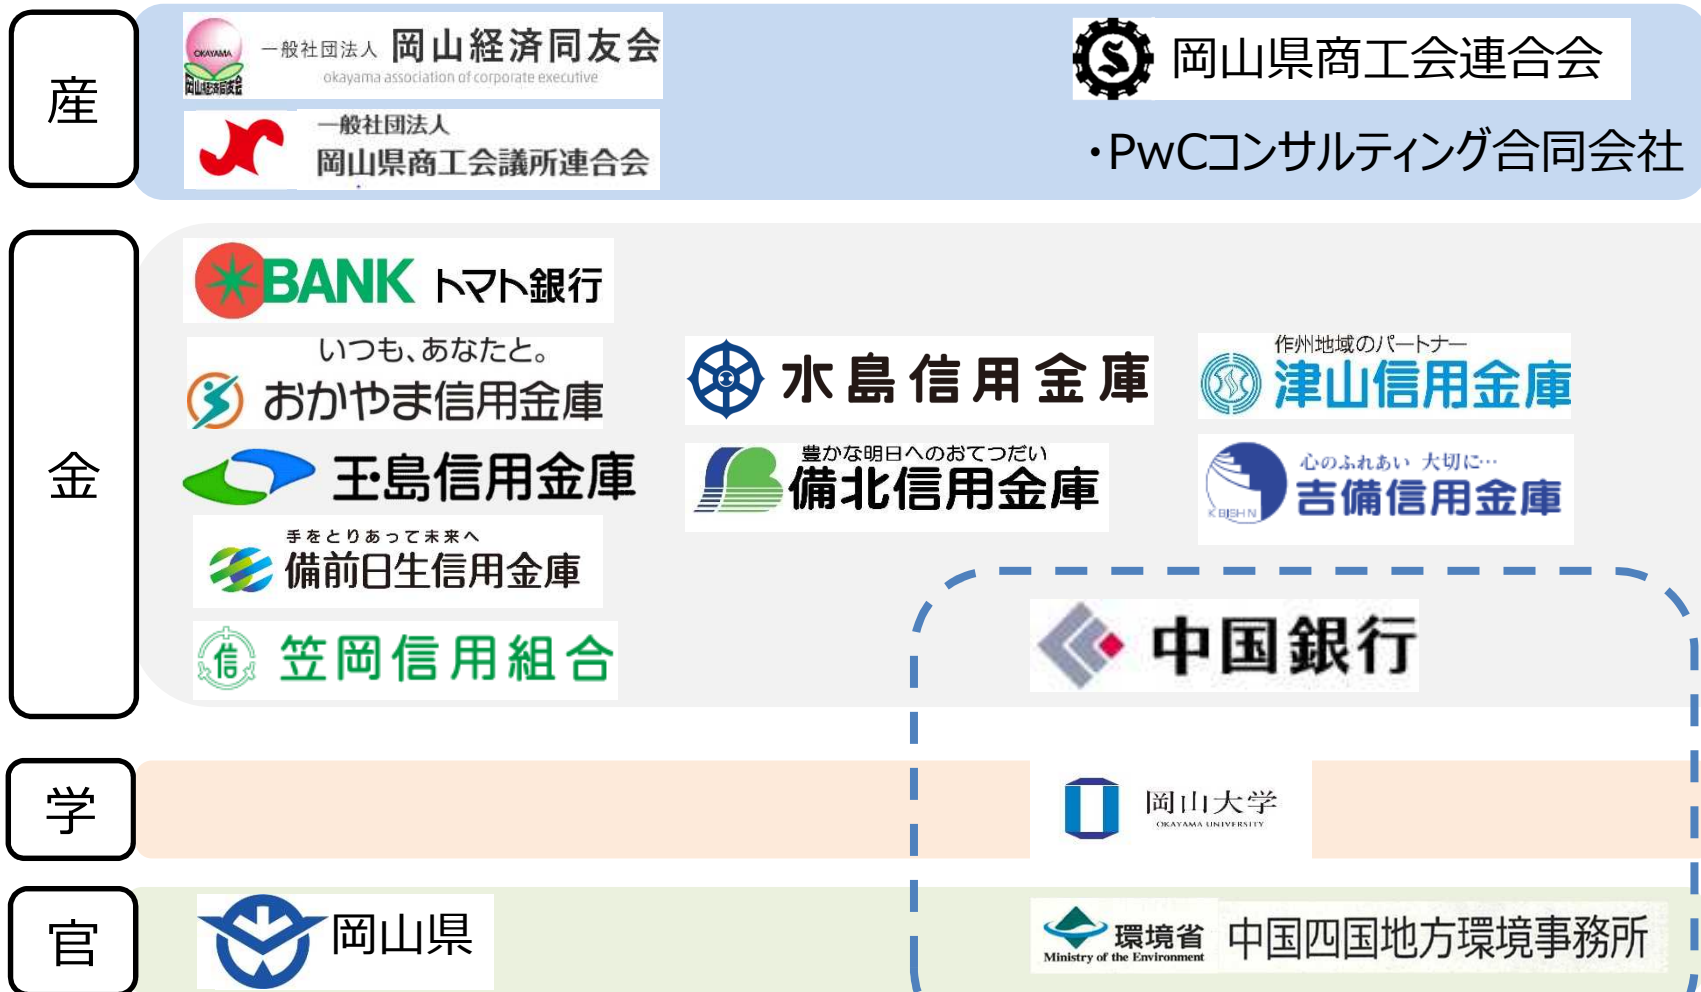 産
OKAYAMA
岡山経済同友会
一般社団法人 岡山経済同友会
okayama association of corporate executive
岡山県商工会連合会
一般社団法人
岡山県商工会議所連合会
・PwCコンサルティング合同会社
金
BANK トマト銀行
いつも、あなたと。
おかやま信用金庫
水島信用金庫
作州地域のパートナー
津山信用金庫
玉島信用金庫
豊かな明日へのおてつだい
備北信用金庫
心のふれあい 大切に…
吉備信用金庫
KIBISHIN
手をとりあって未来へ
備前日生信用金庫
信 笠岡信用組合
中国銀行
学
岡山大学
OKAYAMA UNIVERSITY
官
岡山県
環境省 中国四国地方環境事務所
Ministry of the Environment